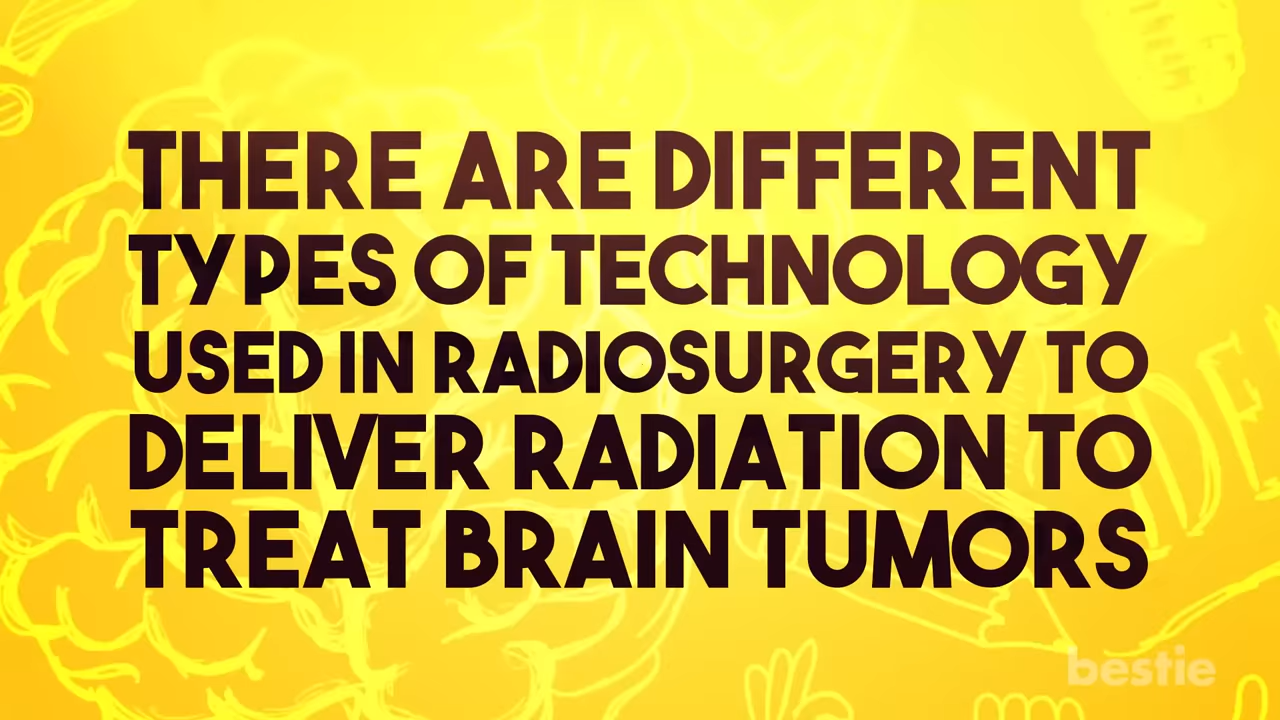 THERE ARE DIFFERENT
TYPES OF TECHNOLOGY
USED IN RADIOSURGERY TO
DELIVER RADIATION TO
TREAT BRAIN TUMORS
bestie